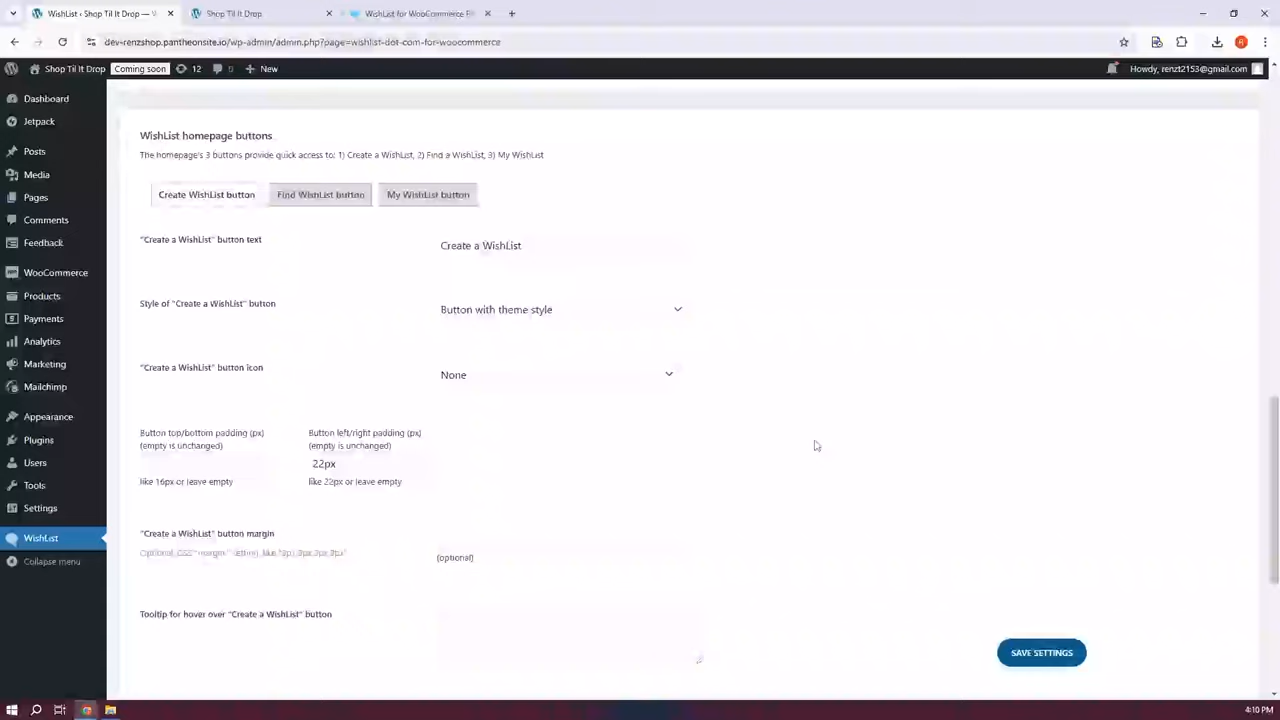 WishList ‹ Shop Til It Drop — W
Shop Til It Drop
WishList for WooCommerce Pl
dev-renzshop.pantheonsite.io/wp-admin/admin.php?page=wishlist-dot-com-for-woocommerce
Shop Til It Drop
Coming soon
12
New
Howdy, renzt2153@gmail.com
Dashboard
Jetpack
Posts
Media
Pages
Comments
Feedback
WooCommerce
Products
Payments
Analytics
Marketing
Mailchimp
Appearance
Plugins
Users
Tools
Settings
WishList
Collapse menu
WishList homepage buttons
The homepage's 3 buttons provide quick access to: 1) Create a WishList, 2) Find a WishList, 3) My WishList
Create WishList button
Find WishList button
My WishList button
"Create a WishList" button text
Create a WishList
Style of "Create a WishList" button
Button with theme style
"Create a WishList" button icon
None
Button top/bottom padding (px)
(empty is unchanged)
like 16px or leave empty
Button left/right padding (px)
(empty is unchanged)
22px
like 22px or leave empty
"Create a WishList" button margin
(optional)
Tooltip for hover over "Create a WishList" button
SAVE SETTINGS
4:10 PM